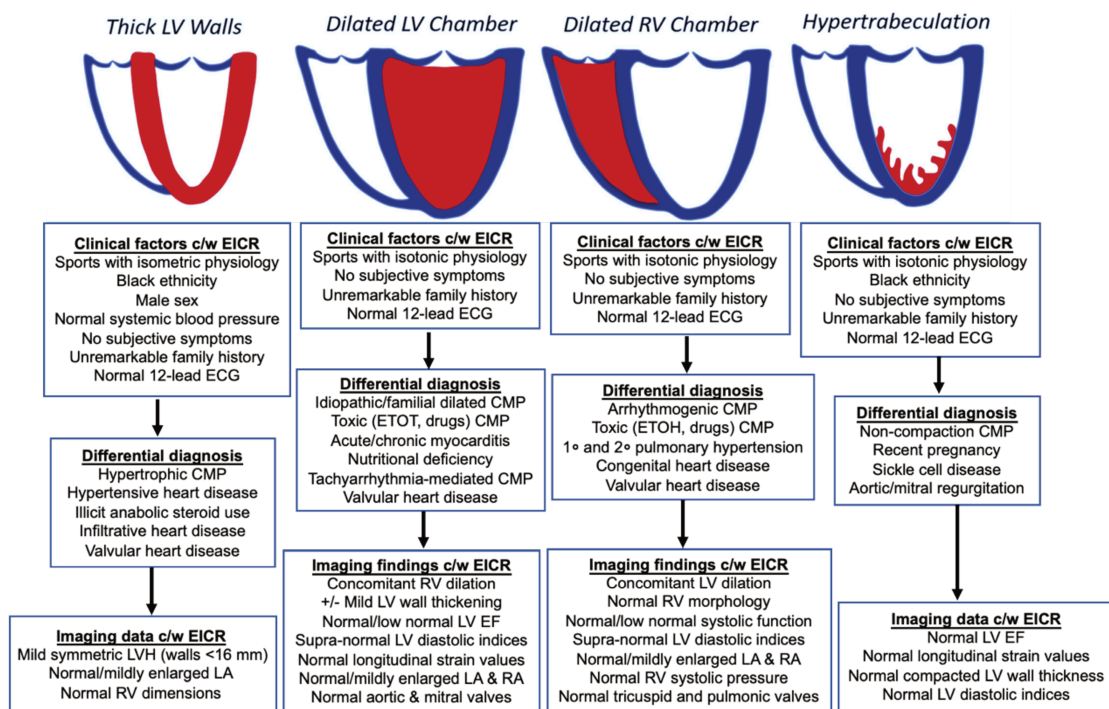 Thick LV Walls
Clinical factors c/w EICR
Sports with isometric physiology
Black ethnicity
Male sex
Normal systemic blood pressure
No subjective symptoms
Unremarkable family history
Normal 12-lead ECG
Differential diagnosis
Hypertrophic CMP
Hypertensive heart disease
Illicit anabolic steroid use
Infiltrative heart disease
Valvular heart disease
Imaging data c/w EICR
Mild symmetric LVH (walls <16 mm)
Normal/mildly enlarged LA
Normal RV dimensions
Dilated LV Chamber
Clinical factors c/w EICR
Sports with isotonic physiology
No subjective symptoms
Unremarkable family history
Normal 12-lead ECG
Differential diagnosis
Idiopathic/familial dilated CMP
Toxic (ETOT, drugs) CMP
Acute/chronic myocarditis
Nutritional deficiency
Tachyarrhythmia-mediated CMP
Valvular heart disease
Imaging findings c/w EICR
Concomitant RV dilation
+/- Mild LV wall thickening
Normal/low normal LV EF
Supra-normal LV diastolic indices
Normal longitudinal strain values
Normal/mildly enlarged LA & RA
Normal aortic & mitral valves
Dilated RV Chamber
Clinical factors c/w EICR
Sports with isotonic physiology
No subjective symptoms
Unremarkable family history
Normal 12-lead ECG
Differential diagnosis
Arrhythmogenic CMP
Toxic (ETOH, drugs) CMP
1∘ and 2∘ pulmonary hypertension
Congenital heart disease
Valvular heart disease
Imaging findings c/w EICR
Concomitant LV dilation
Normal RV morphology
Normal/low normal systolic function
Supra-normal LV diastolic indices
Normal/mildly enlarged LA & RA
Normal RV systolic pressure
Normal tricuspid and pulmonic valves
Hypertrabeculation
Clinical factors c/w EICR
Sports with isotonic physiology
Black ethnicity
No subjective symptoms
Unremarkable family history
Normal 12-lead ECG
Differential diagnosis
Non-compaction CMP
Recent pregnancy
Sickle cell disease
Aortic/mitral regurgitation
Imaging data c/w EICR
Normal LV EF
Normal longitudinal strain values
Normal compacted LV wall thickness
Normal LV diastolic indices